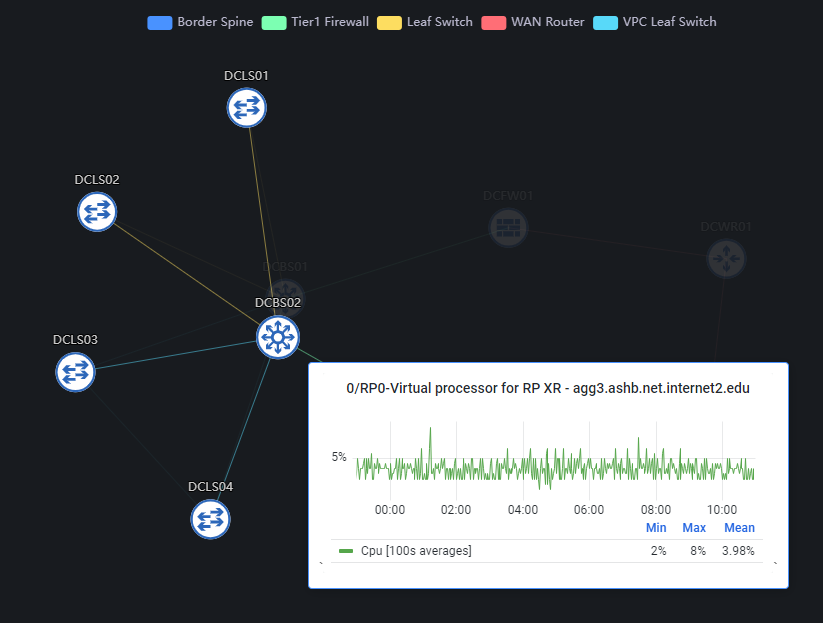 Border Spine Tier1 Firewall Leaf Switch WAN Router VPC Leaf Switch
DCLS01
DCLS02
DCFW01
DCWR01
DCBS01
DCBS02
DCLS03
0/RP0-Virtual processor for RP XR - agg3.ashb.net.internet2.edu
5%
00:00 02:00 04:00 06:00 08:00 10:00
DCLS04
Min Max Mean
Cpu [100s averages] 2% 8% 3.98%